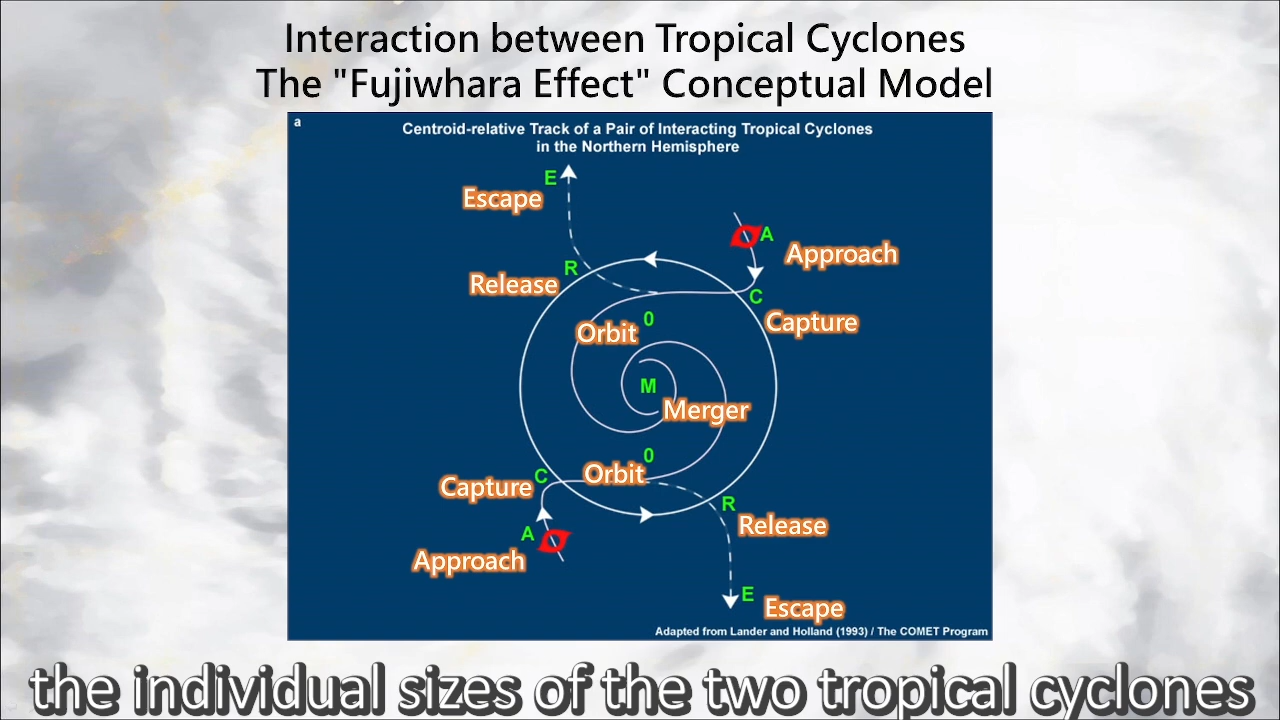 Interaction between Tropical Cyclones
The "Fujiwhara Effect" Conceptual Model
a
Centroid-relative Track of a Pair of Interacting Tropical Cyclones
in the Northern Hemisphere
E
Escape
A
Approach
R
Release
C
Capture
0
Orbit
M
Merger
0
Orbit
C
Capture
R
Release
A
Approach
E
Escape
Adapted from Lander and Holland (1993) / The COMET Program
the individual sizes of the two tropical cyclones